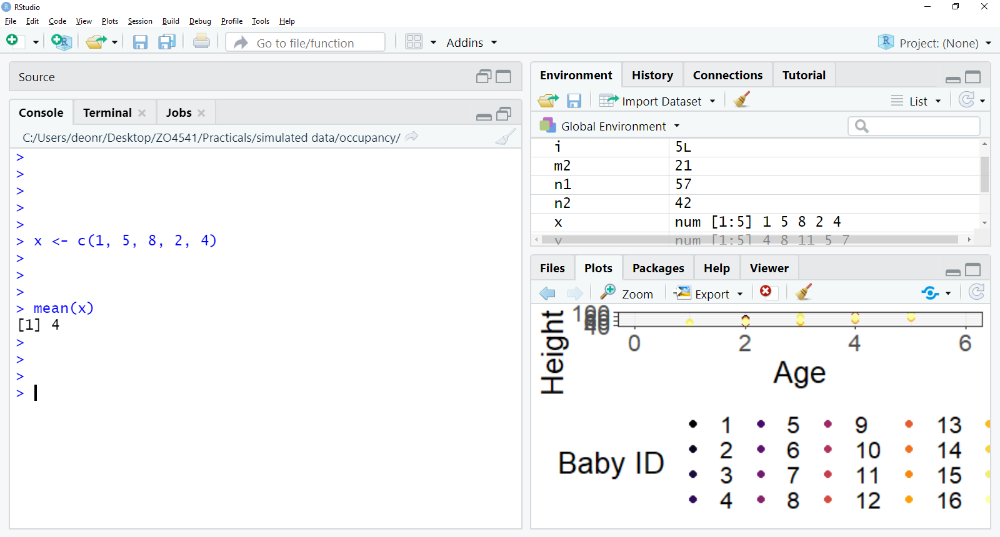 RStudio
File Edit Code View Plots Session Build Debug Profile Tools Help
Go to file/function Addins Project: (None)
Source
Console Terminal Jobs
C:/Users/deonr/Desktop/ZO4541/Practicals/simulated data/occupancy/
>
>
>
>
>
> x <- c(1, 5, 8, 2, 4)
>
>
>
> mean(x)
[1] 4
>
>
>
>
Environment History Connections Tutorial
Import Dataset List
Global Environment
i 5L
m2 21
n1 57
n2 42
x num [1:5] 1 5 8 2 4
y num [1:5] 4 8 11 5 7
Files Plots Packages Help Viewer
Zoom Export
Height
100
40
0 2 4 6
Age
Baby ID
1 5 9 13
2 6 10 14
3 7 11 15
4 8 12 16